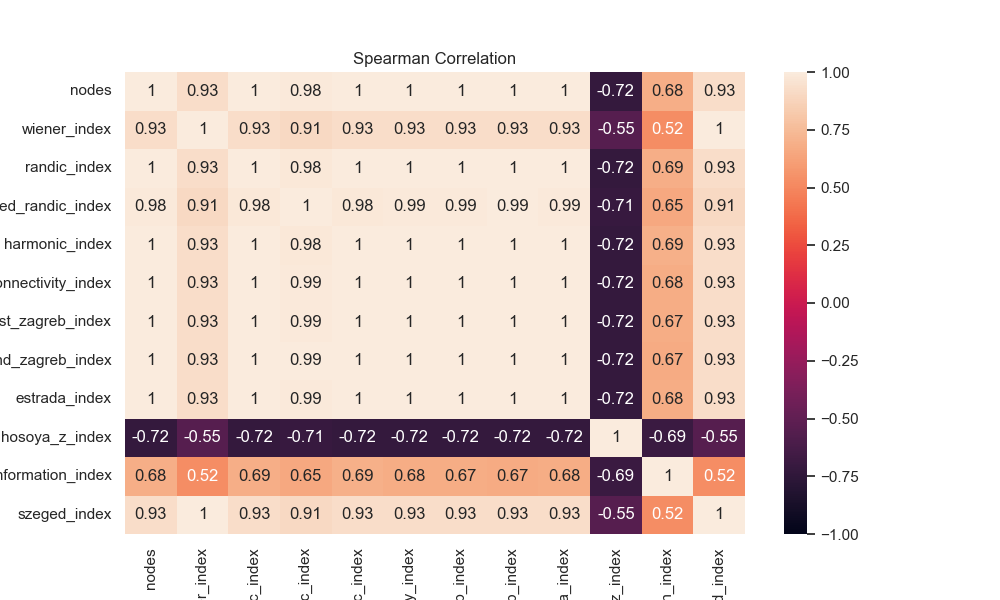 Spearman Correlation
nodes 1 0.93 1 0.98 1 1 1 1 1 -0.72 0.68 0.93
wiener_index 0.93 1 0.93 0.91 0.93 0.93 0.93 0.93 0.93 -0.55 0.52 1
randic_index 1 0.93 1 0.98 1 1 1 1 1 -0.72 0.69 0.93
ed_randic_index 0.98 0.91 0.98 1 0.98 0.99 0.99 0.99 0.99 -0.71 0.65 0.91
harmonic_index 1 0.93 1 0.98 1 1 1 1 1 -0.72 0.69 0.93
onnectivity_index 1 0.93 1 0.99 1 1 1 1 1 -0.72 0.68 0.93
st_zagreb_index 1 0.93 1 0.99 1 1 1 1 1 -0.72 0.67 0.93
nd_zagreb_index 1 0.93 1 0.99 1 1 1 1 1 -0.72 0.67 0.93
estrada_index 1 0.93 1 0.99 1 1 1 1 1 -0.72 0.68 0.93
hosoya_z_index -0.72 -0.55 -0.72 -0.71 -0.72 -0.72 -0.72 -0.72 -0.72 1 -0.69 -0.55
nformation_index 0.68 0.52 0.69 0.65 0.69 0.68 0.67 0.67 0.68 -0.69 1 0.52
szeged_index 0.93 1 0.93 0.91 0.93 0.93 0.93 0.93 0.93 -0.55 0.52 1
nodes
r_index
c_index
c_index
c_index
y_index
b_index
b_index
a_index
z_index
n_index
d_index
1.00
0.75
0.50
0.25
0.00
−0.25
−0.50
−0.75
−1.00